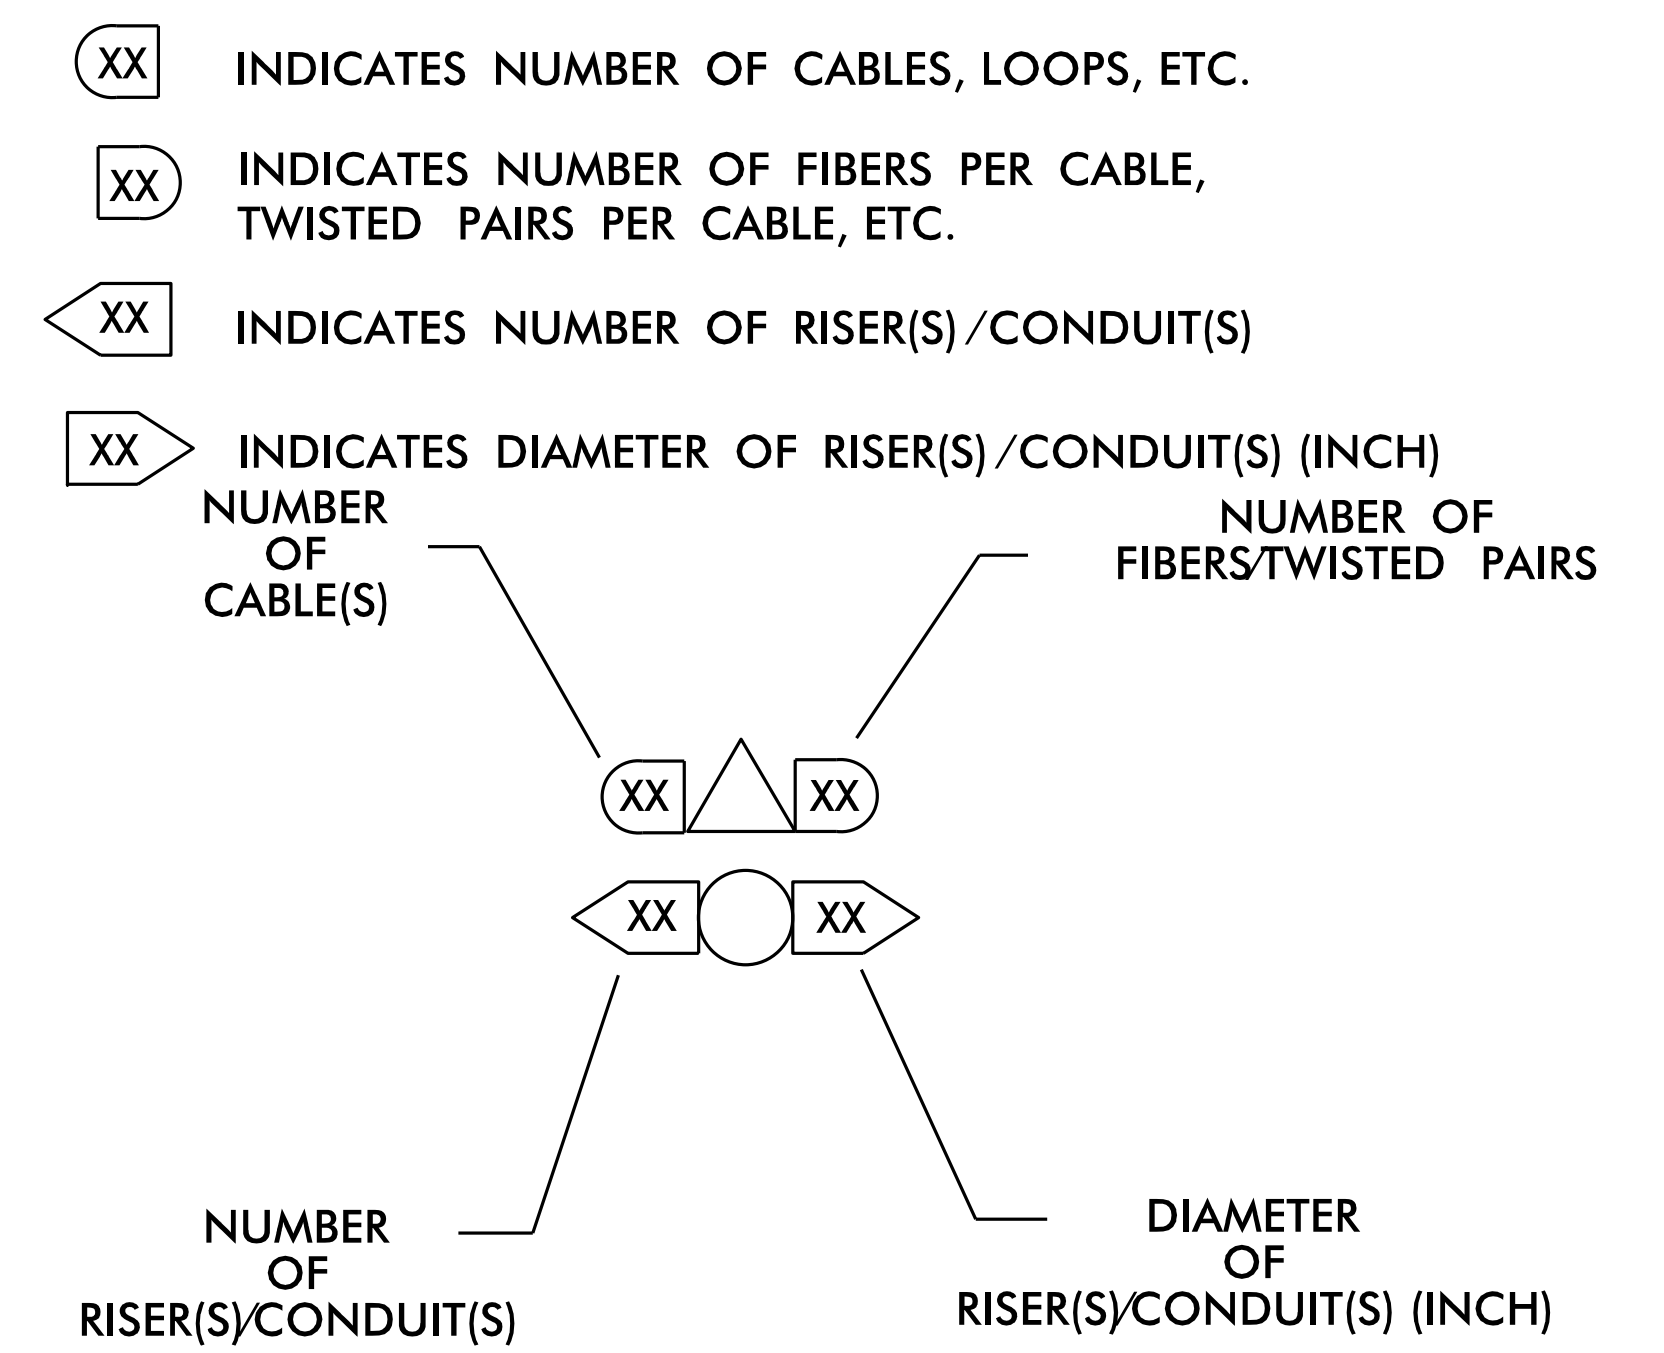 XX INDICATES NUMBER OF CABLES, LOOPS, ETC.
XX INDICATES NUMBER OF FIBERS PER CABLE,
TWISTED PAIRS PER CABLE, ETC.
XX INDICATES NUMBER OF RISER(S)/CONDUIT(S)
XX INDICATES DIAMETER OF RISER(S)/CONDUIT(S) (INCH)
NUMBER
OF
CABLE(S)
NUMBER OF
FIBERS/TWISTED PAIRS
XX XX
XX XX
NUMBER
OF
RISER(S)/CONDUIT(S)
DIAMETER
OF
RISER(S)/CONDUIT(S) (INCH)